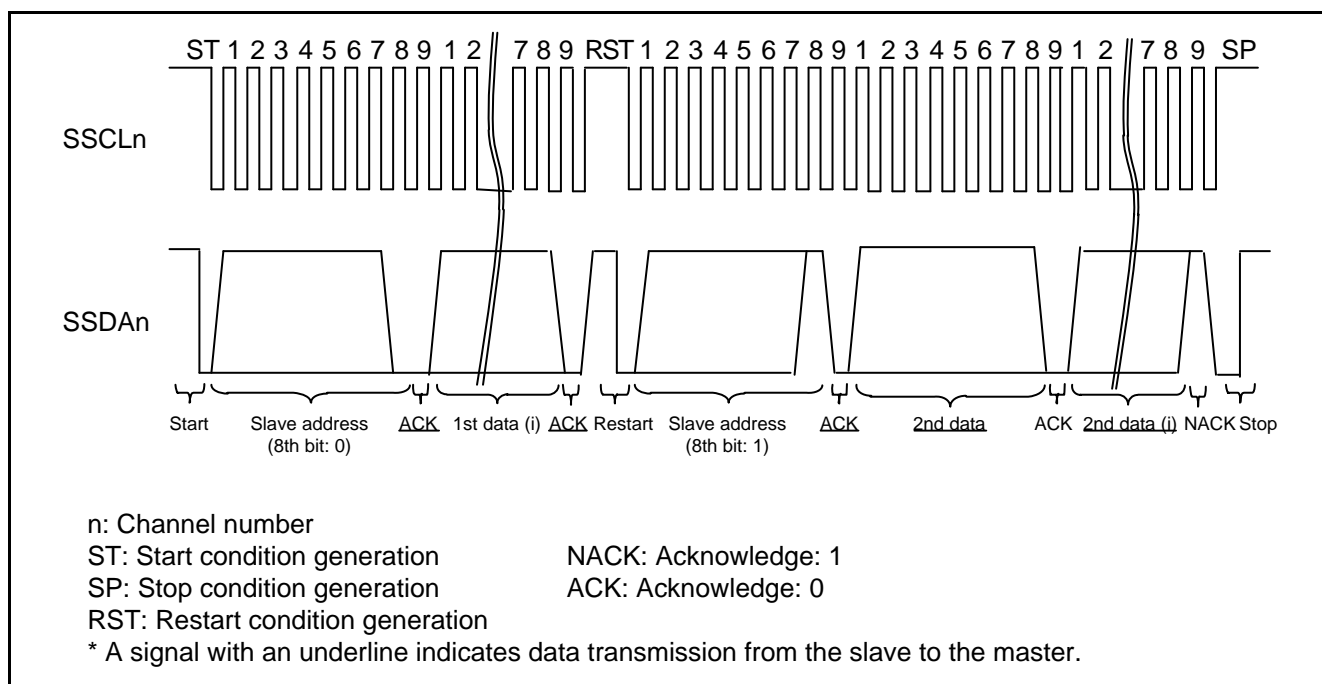 ST 1 2 3 4 5 6 7 8 9 1 2 7 8 9 RST 1 2 3 4 5 6 7 8 9 1 2 3 4 5 6 7 8 9 1 2 7 8 9 SP
SSCLn
SSDAn
Start Slave address ACK 1st data (i) ACK Restart Slave address ACK 2nd data ACK 2nd data (i) NACK Stop
(8th bit: 0) (8th bit: 1)
n: Channel number
ST: Start condition generation NACK: Acknowledge: 1
SP: Stop condition generation ACK: Acknowledge: 0
RST: Restart condition generation
* A signal with an underline indicates data transmission from the slave to the master.